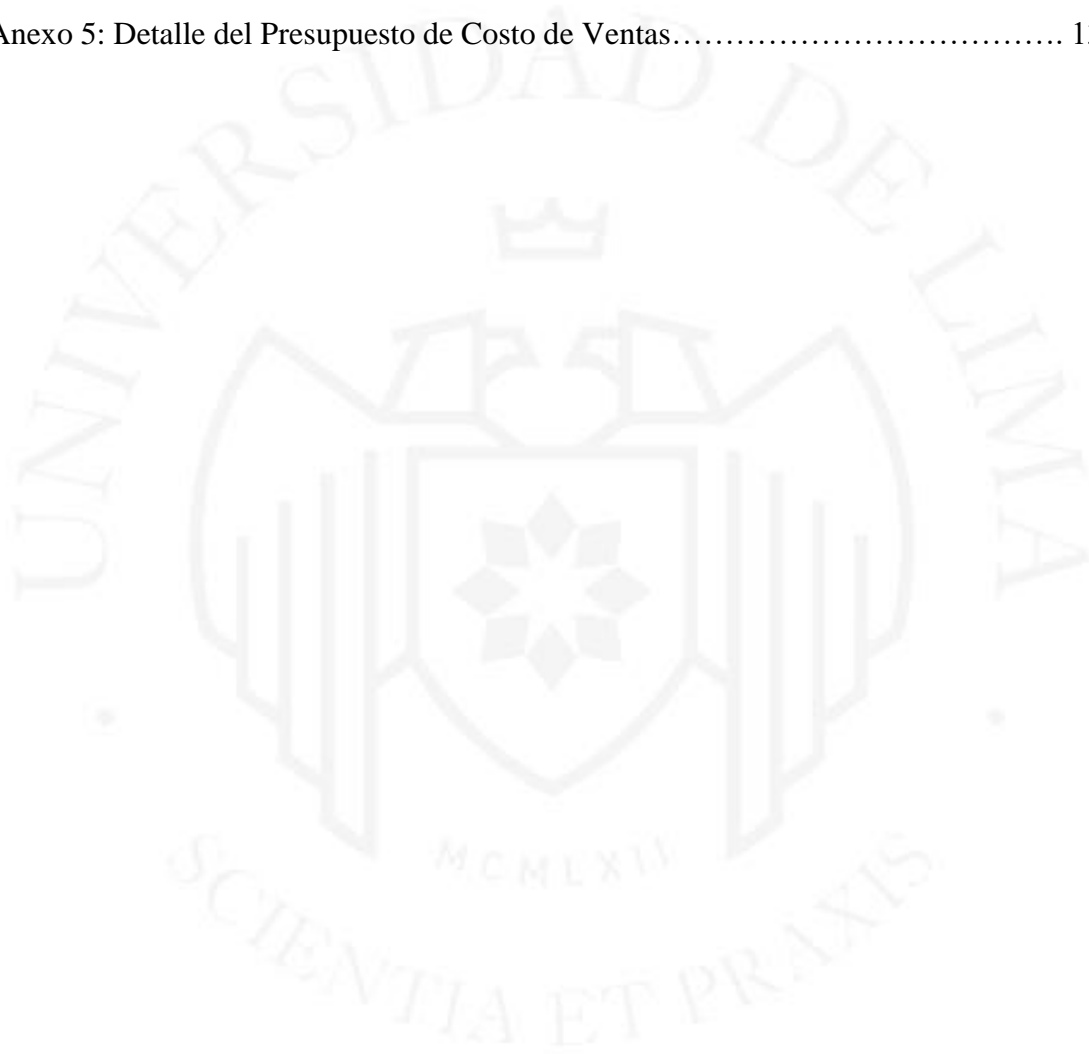 Anexo 5: Detalle del Presupuesto de Costo de Ventas………………………………. 1
UNIVERSIDAD DE LIMA
MCMLXII
SCIENTIA ET PRAXIS